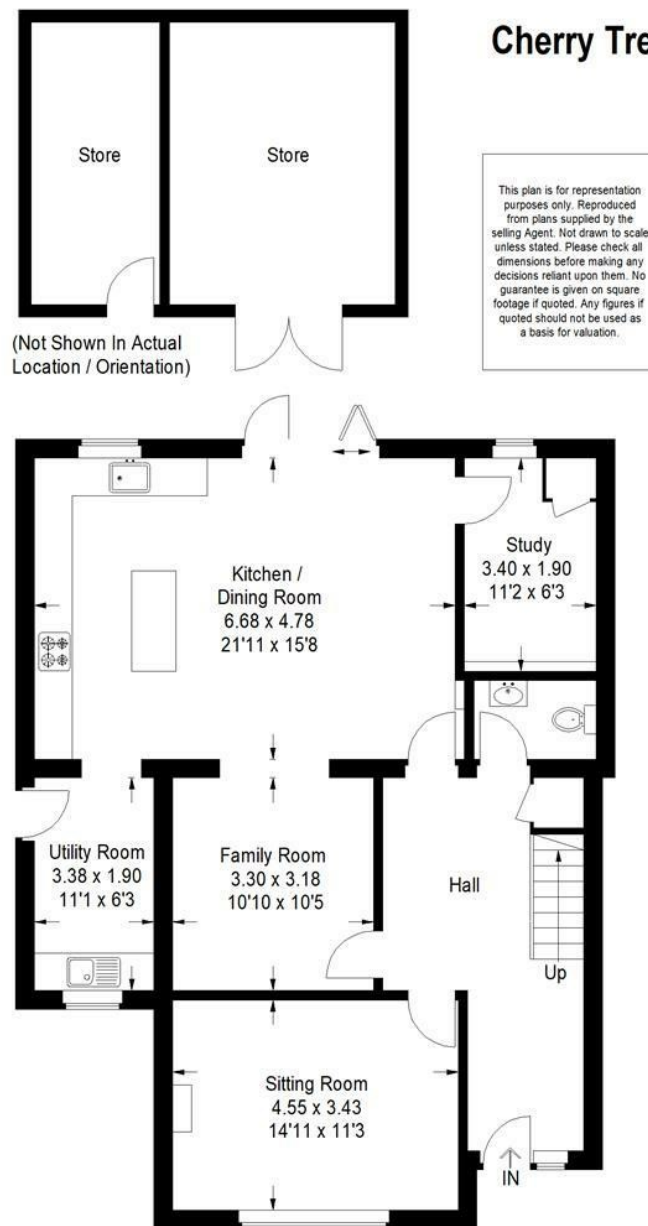 Cherry Tre
Store
Store
This plan is for representation
purposes only. Reproduced
from plans supplied by the
selling Agent. Not drawn to scale
unless stated. Please check all
dimensions before making any
decisions reliant upon them. No
guarantee is given on square
footage if quoted. Any figures if
quoted should not be used as
a basis for valuation.
(Not Shown In Actual
Location / Orientation)
Kitchen /
Dining Room
6.68 x 4.78
21'11 x 15'8
Study
3.40 x 1.90
11'2 x 6'3
Utility Room
3.38 x 1.90
11'1 x 6'3
Family Room
3.30 x 3.18
10'10 x 10'5
Hall
Up
Sitting Room
4.55 x 3.43
14'11 x 11'3
IN